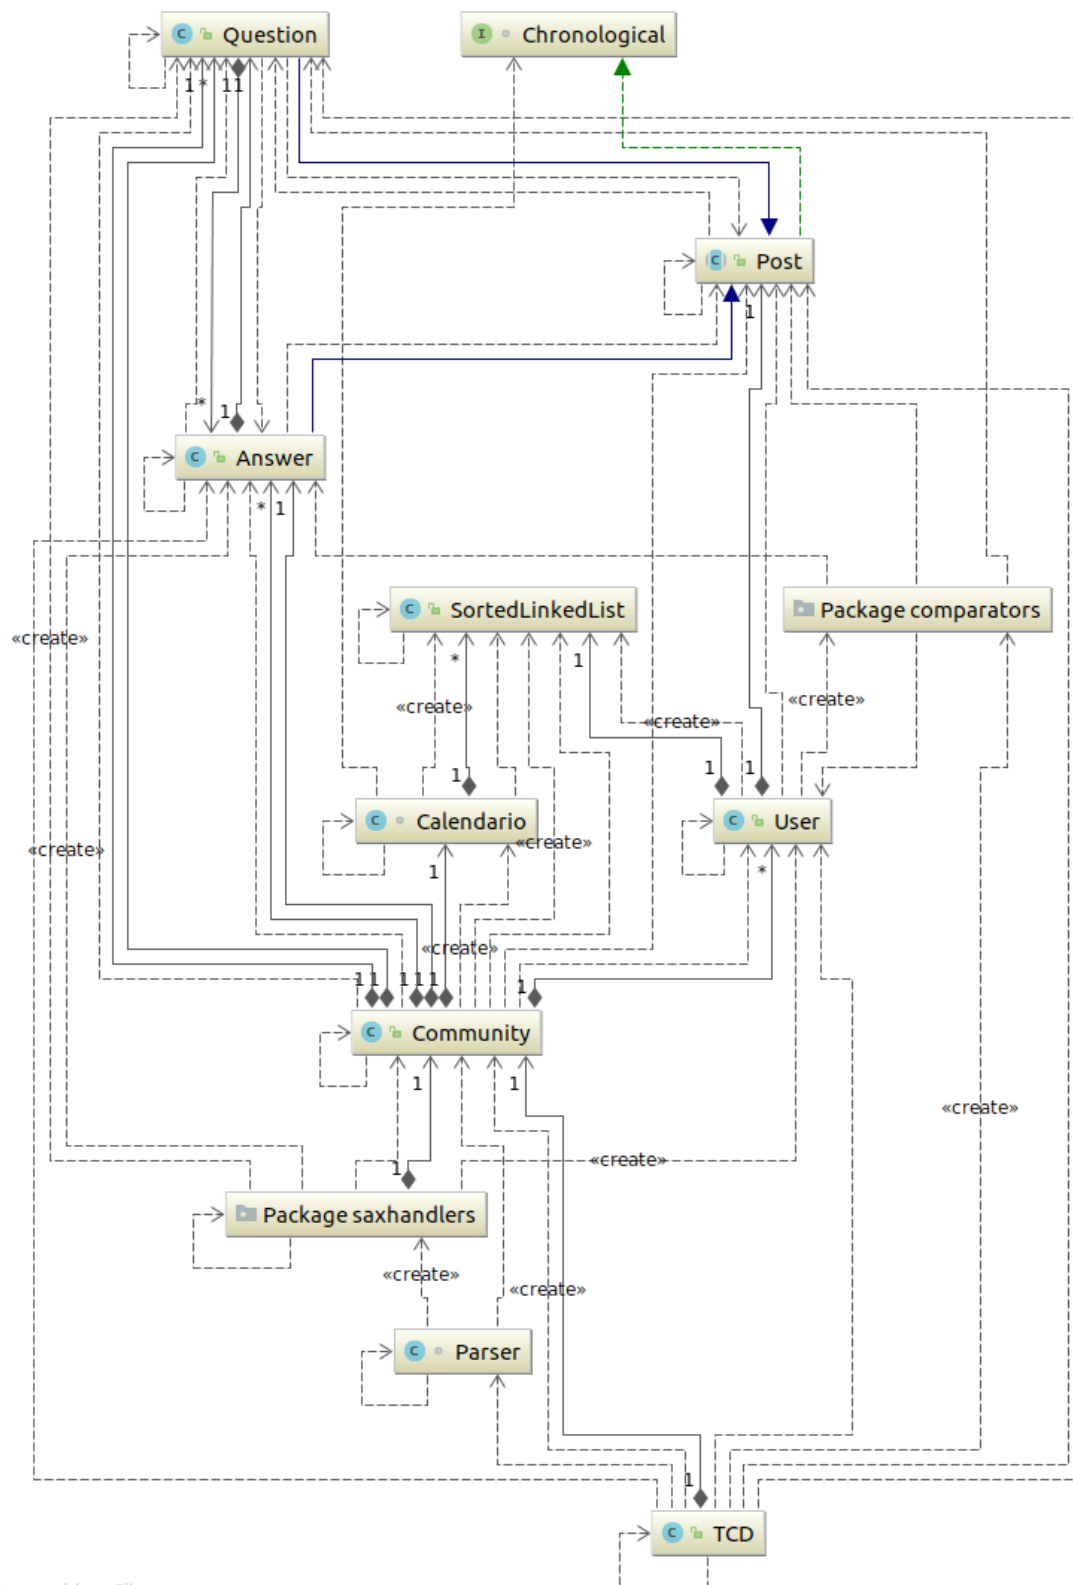 C Question
I Chronological
1 * 1 1
C Post
1
*
1
C Answer
* 1
C SortedLinkedList
Package comparators
«create»
* 1
«create»
«create»
«create»
1 1 1
C Calendario
C User
«create»
«create»
1 *
«create»
1 1 1 1 1 1
C Community
1 1
«create»
«create»
1
Package saxhandlers
«create»
«create»
C Parser
1
C TCD